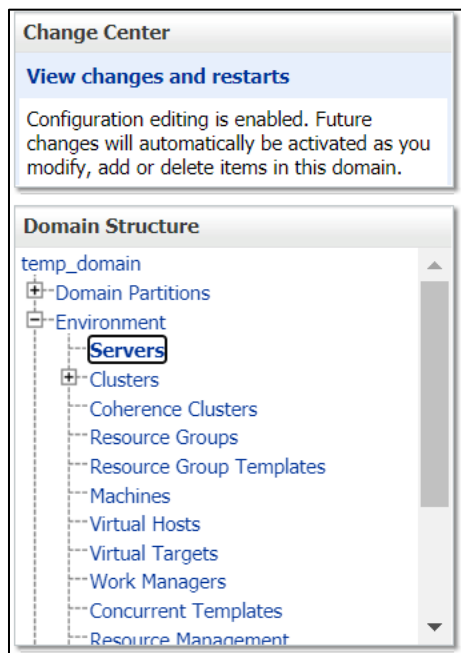 Change Center
View changes and restarts
Configuration editing is enabled. Future
changes will automatically be activated as you
modify, add or delete items in this domain.
Domain Structure
temp_domain
Domain Partitions
Environment
Servers
Clusters
Coherence Clusters
Resource Groups
Resource Group Templates
Machines
Virtual Hosts
Virtual Targets
Work Managers
Concurrent Templates
Resource Management